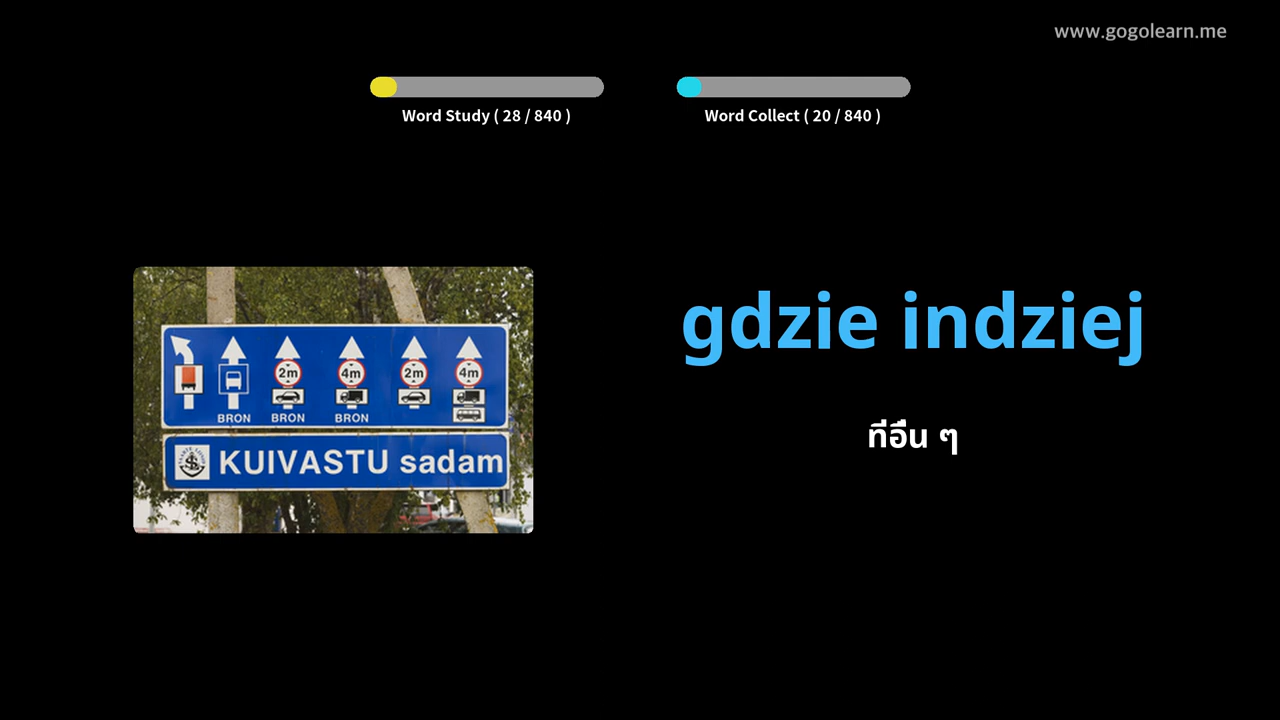 www.gogolearn.me
Word Study ( 28 / 840 )
Word Collect ( 20 / 840 )
2m 4m 2m 4m
BRON BRON BRON
KUIVASTU sadam
gdzie indziej
ที่อื่น ๆ